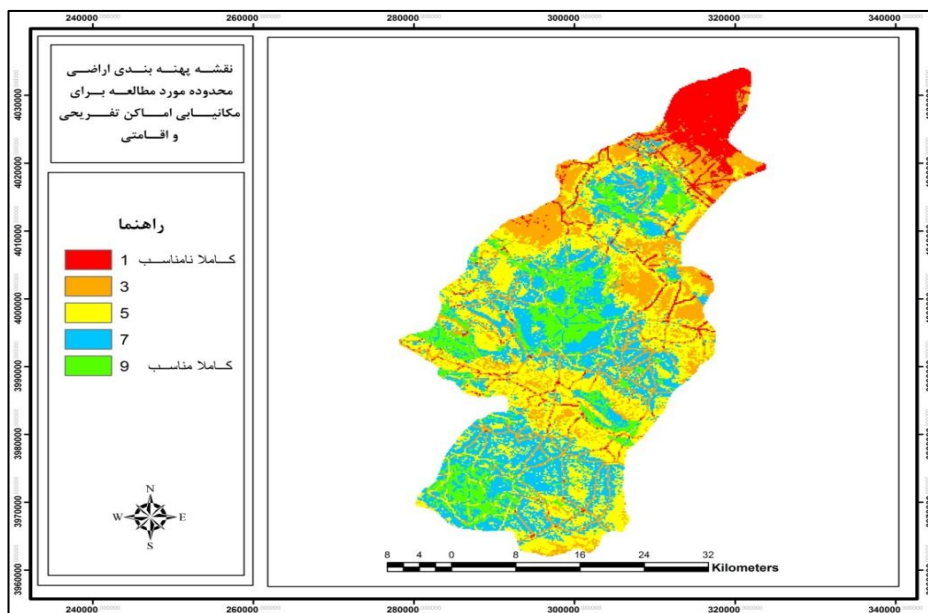 240000 260000 280000 300000 320000 340000
نقشه پهنه بندی اراضی
محدوده مورد مطالعه برای
مکانیابی اماکن تفریحی
و اقامتی
راهنما
1 کاملا نامناسب
3
5
7
9 کاملا مناسب
N
W E
S
8 4 0 8 16 24 32
Kilometers
4030000
4020000
4010000
4000000
3990000
3980000
3970000
3960000
240000 260000 280000 300000 320000 340000